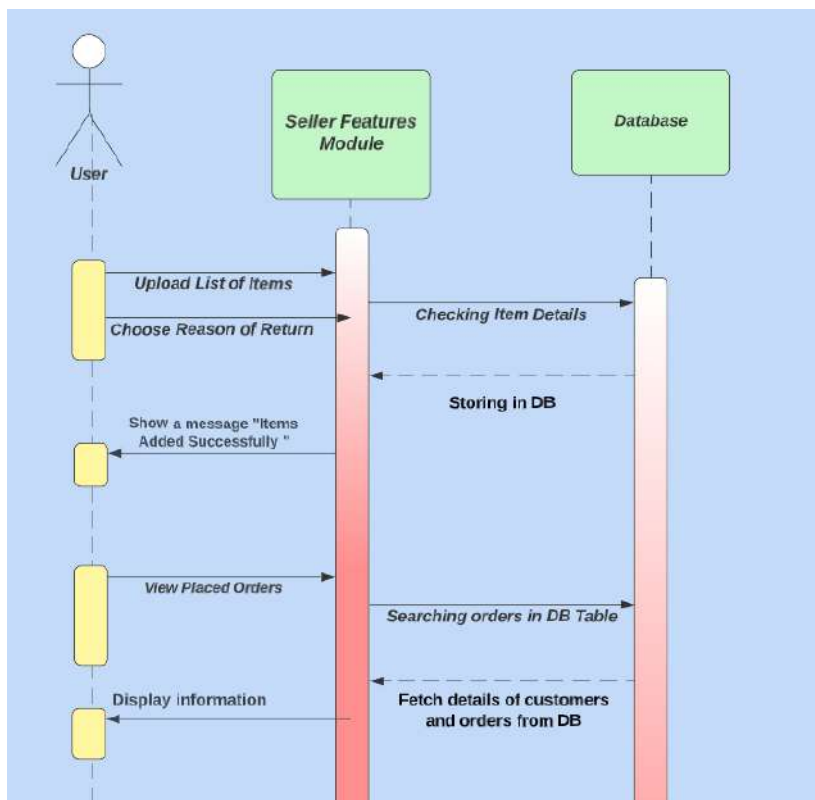 User
Seller Features
Module
Database
Upload List of Items
Choose Reason of Return
Checking Item Details
Storing in DB
Show a message "Items
Added Successfully "
View Placed Orders
Searching orders in DB Table
Display information
Fetch details of customers
and orders from DB